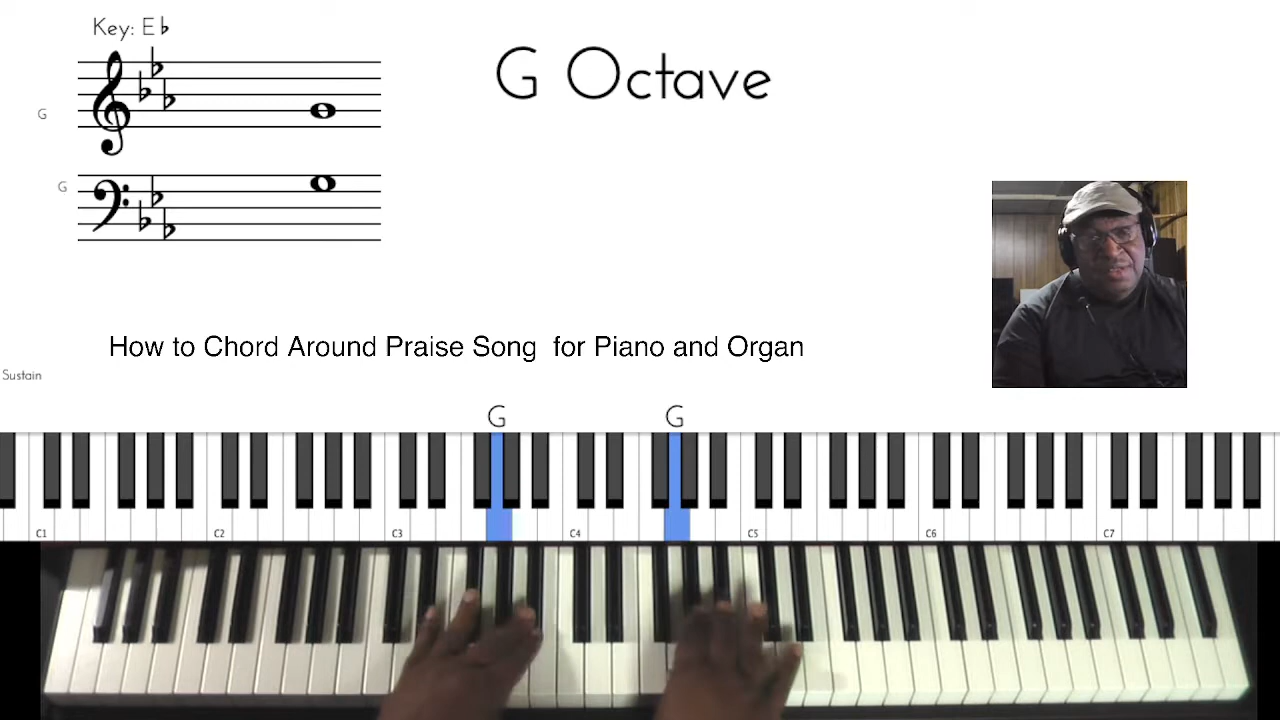 Key: E♭
G Octave
G
G
How to Chord Around Praise Song for Piano and Organ
Sustain
G G
C1 C2 C3 C4 C5 C6 C7